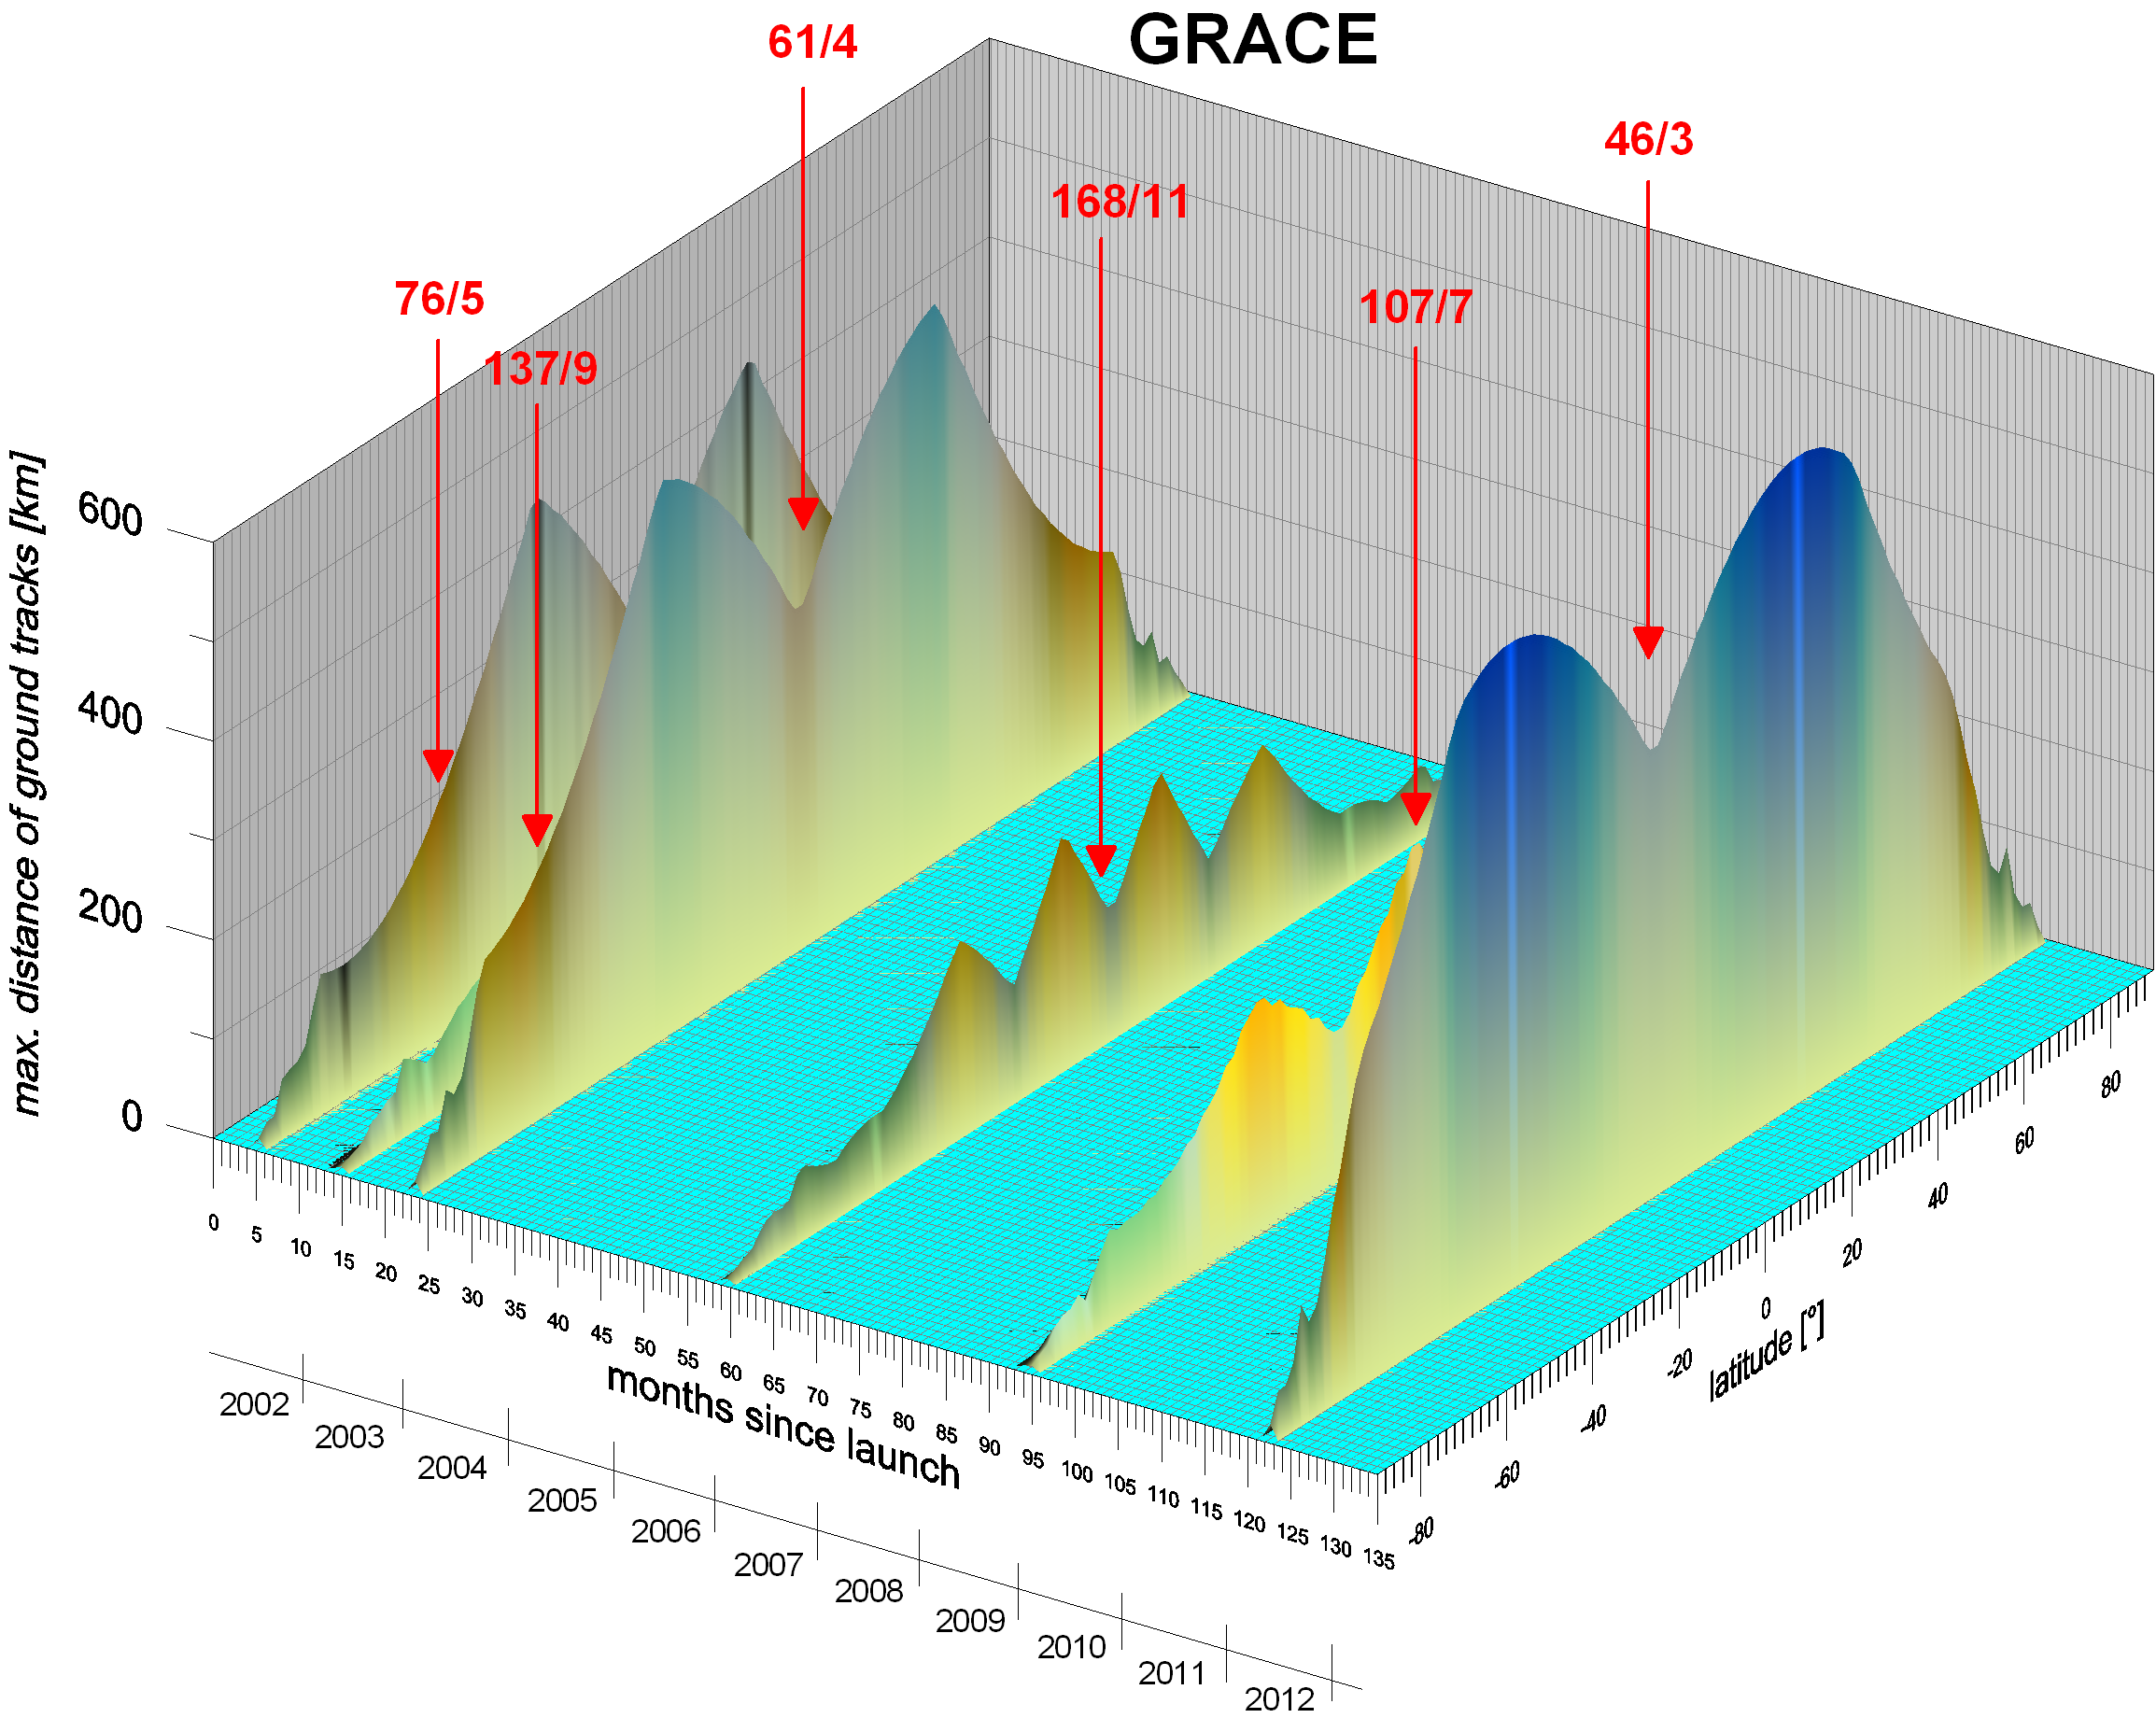 GRACE
61/4
46/3
168/11
76/5
107/7
137/9
max. distance of ground tracks [km]
600
400
200
0
0 5 10 15 20 25 30 35 40 45 50 55 60 65 70 75 80 85 90 95 100 105 110 115 120 125 130 135
months since launch
2002 2003 2004 2005 2006 2007 2008 2009 2010 2011 2012
-80 -60 -40 -20 0 20 40 60 80
latitude [°]